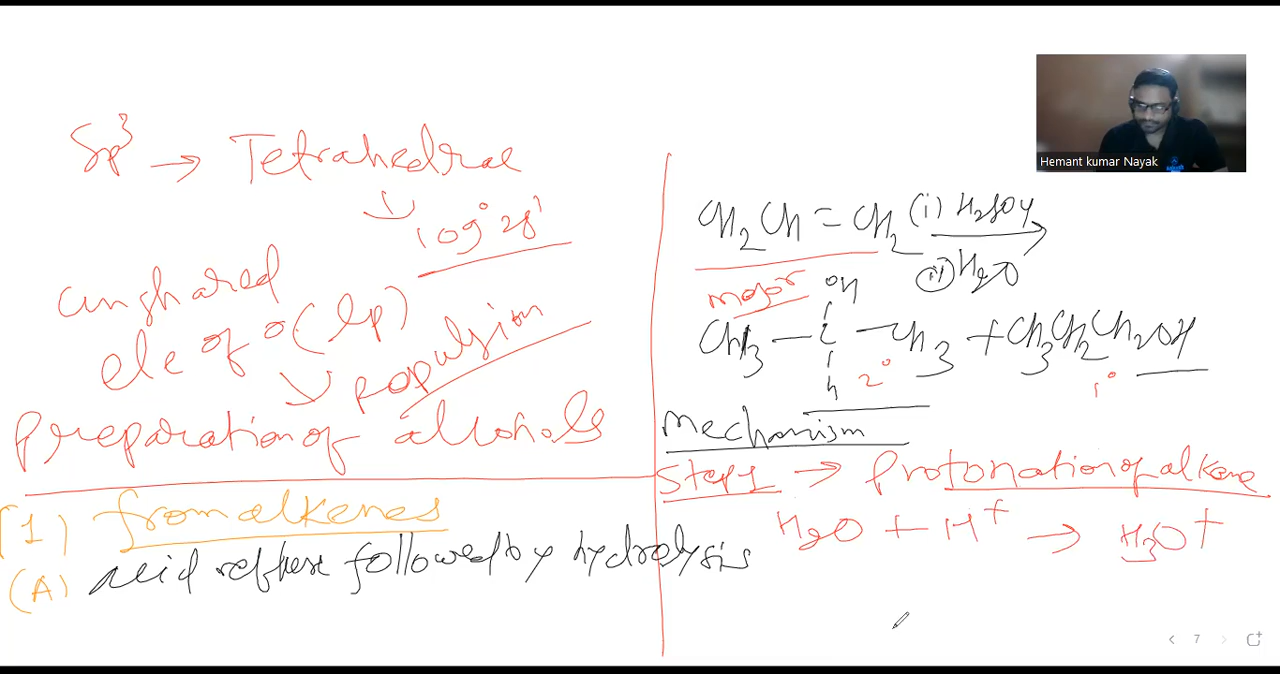 Sp³ → Tetrahedral
109° 28'
unshared
ele of o (lp)
repulsion
Preparation of alcohols
(1) from alkenes
(A) acid followed by hydrolysis
Hemant kumar Nayak
CH₂CH = CH₂ (i) H₂SO₄
(ii) H₂O
major
OH
CH₃ — C — CH₃ + CH₃CH₂CH₂OH
H 2° 1°
Mechanism
Step 1 → Protonation of alkene
H₂O + H⁺ → H₃O⁺
7